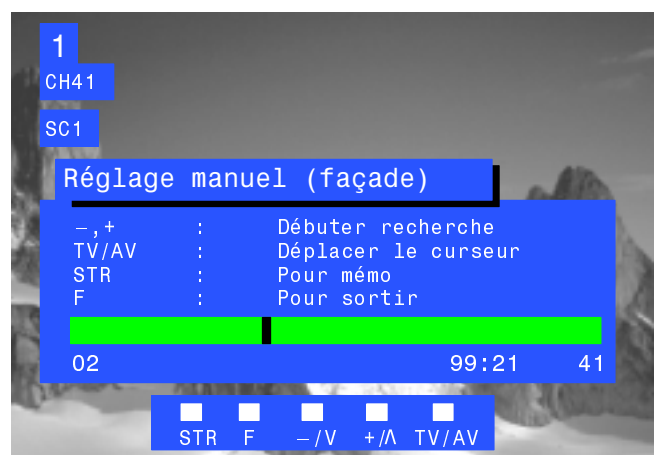 1
CH41
SC1
Réglage manuel (façade)
–,+ : Débuter recherche
TV/AV : Déplacer le curseur
STR : Pour mémo
F : Pour sortir
02 99:21 41
STR F –/V +/Λ TV/AV